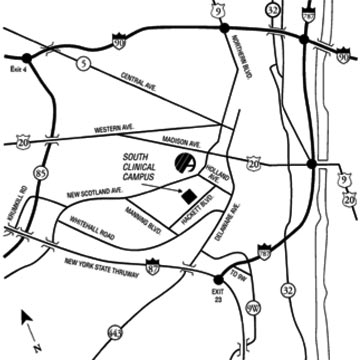 9
32
787
90
NORTHERN BLVD.
90
Exit 4
5
CENTRAL AVE.
WESTERN AVE.
MADISON AVE.
20
SOUTH
CLINICAL
CAMPUS
20
HOLLAND
AVE.
9
20
85
KRUMKILL RD
NEW SCOTLAND AVE.
MANNING BLVD.
HACKETT BLVD.
DELAWARE AVE.
WHITEHALL ROAD
NEW YORK STATE THRUWAY
87
787
TO 9W
EXIT
23
32
9W
443
N